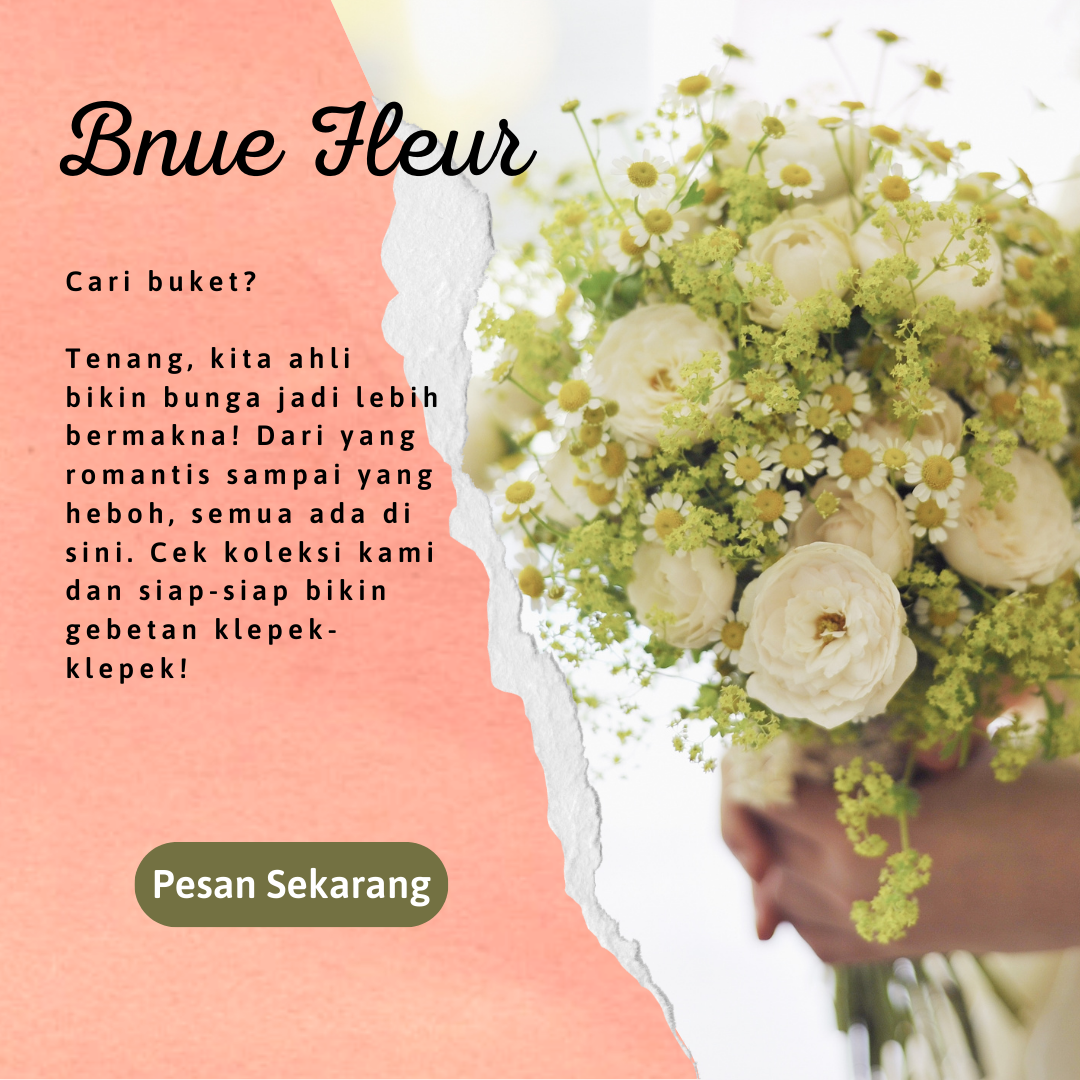 Bnue Fleur
Cari buket?
Tenang, kita ahli
bikin bunga jadi lebih
bermakna! Dari yang
romantis sampai yang
heboh, semua ada di
sini. Cek koleksi kami
dan siap-siap bikin
gebetan klepek-
klepek!
Pesan Sekarang